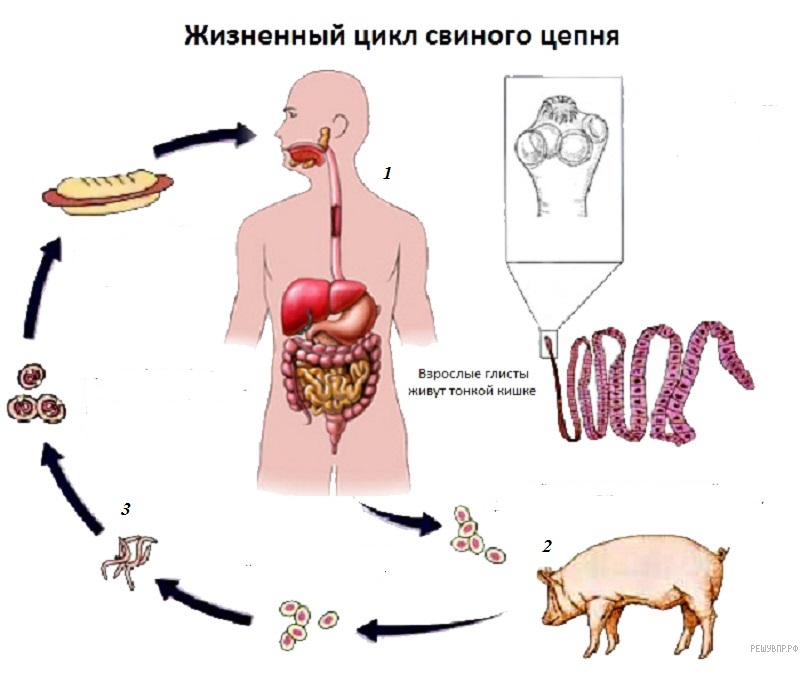 Жизненный цикл свиного цепня
1
Взрослые глисты
живут тонкой кишке
3
2
РЕШУВПР.РФ